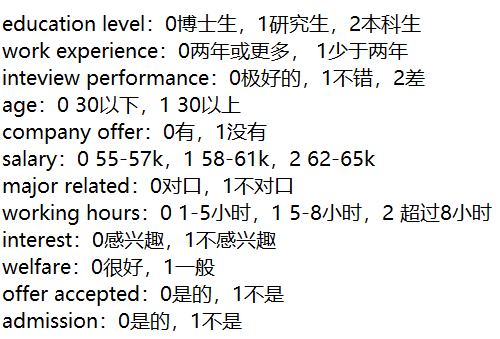 education level：0博士生，1研究生，2本科生
work experience：0两年或更多， 1少于两年
inteview performance：0极好的，1不错，2差
age：0 30以下，1 30以上
company offer：0有，1没有
salary：0 55-57k，1 58-61k，2 62-65k
major related：0对口，1不对口
working hours：0 1-5小时，1 5-8小时，2 超过8小时
interest：0感兴趣，1不感兴趣
welfare：0很好，1一般
offer accepted：0是的，1不是
admission：0是的，1不是